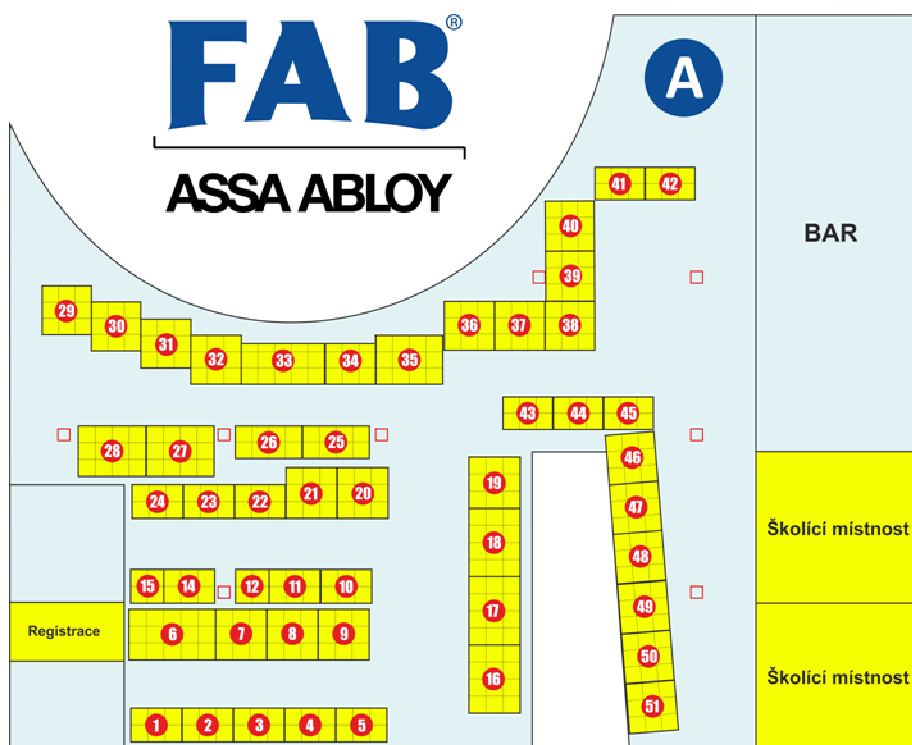 FAB®
A
ASSA ABLOY
41 42
40
BAR
39
29
30
36 37 38
31
32 33 34 35
43 44 45
28 27 26 25
46
19
24 23 22 21 20
47
Školící místnost
18
48
15 14 12 11 10
49
17
Registrace
6 7 8 9
50
16
Školící místnost
51
1 2 3 4 5